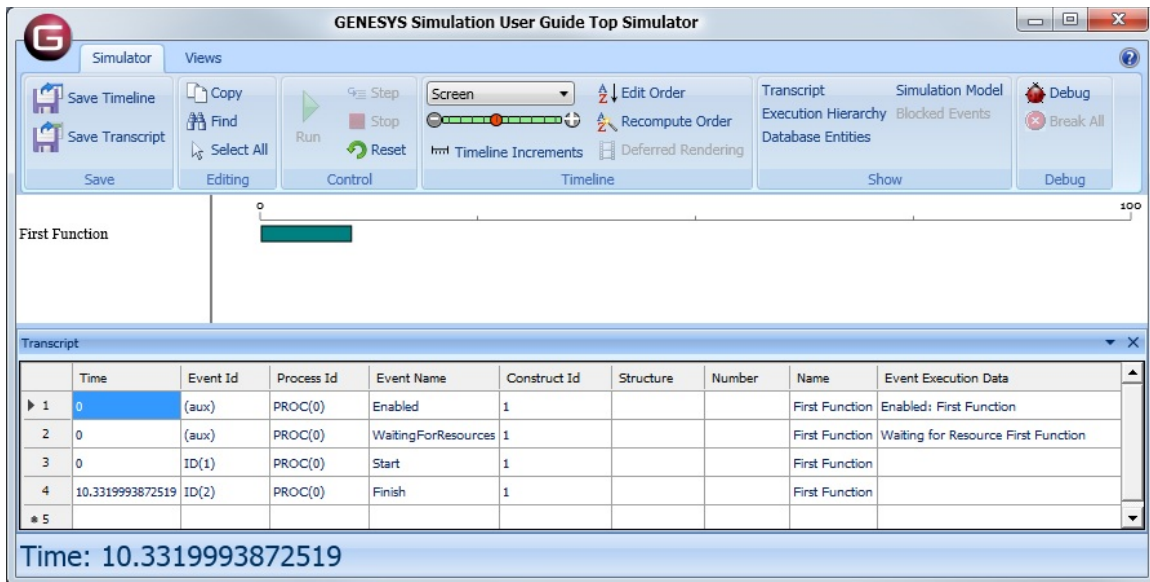 GENESYS Simulation User Guide Top Simulator
G
Simulator Views
Save Timeline
Save Transcript
Save
Copy
Find
Select All
Editing
Run
Step
Stop
Reset
Control
Screen
Timeline Increments
Edit Order
Recompute Order
Deferred Rendering
Timeline
Transcript Simulation Model
Execution Hierarchy Blocked Events
Database Entities
Show
Debug
Break All
Debug
0 100
First Function
Transcript
Time Event Id Process Id Event Name Construct Id Structure Number Name Event Execution Data
1 0 (aux) PROC(0) Enabled 1 First Function Enabled: First Function
2 0 (aux) PROC(0) WaitingForResources 1 First Function Waiting for Resource First Function
3 0 ID(1) PROC(0) Start 1 First Function
4 10.3319993872519 ID(2) PROC(0) Finish 1 First Function
* 5
Time: 10.3319993872519